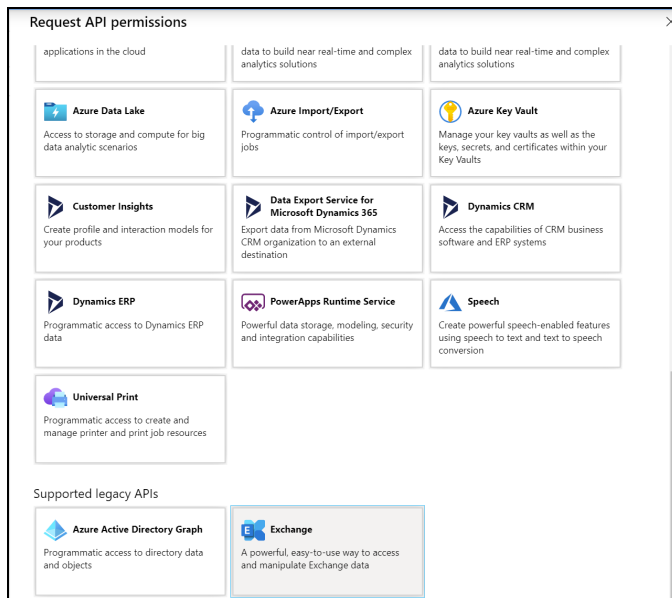 Request API permissions
applications in the cloud
data to build near real-time and complex
analytics solutions
data to build near real-time and complex
analytics solutions
Azure Data Lake
Access to storage and compute for big
data analytic scenarios
Azure Import/Export
Programmatic control of import/export
jobs
Azure Key Vault
Manage your key vaults as well as the
keys, secrets, and certificates within your
Key Vaults
Customer Insights
Create profile and interaction models for
your products
Data Export Service for
Microsoft Dynamics 365
Export data from Microsoft Dynamics
CRM organization to an external
destination
Dynamics CRM
Access the capabilities of CRM business
software and ERP systems
Dynamics ERP
Programmatic access to Dynamics ERP
data
PowerApps Runtime Service
Powerful data storage, modeling, security
and integration capabilities
Speech
Create powerful speech-enabled features
using speech to text and text to speech
conversion
Universal Print
Programmatic access to create and
manage printer and print job resources
Supported legacy APIs
Azure Active Directory Graph
Programmatic access to directory data
and objects
Exchange
A powerful, easy-to-use way to access
and manipulate Exchange data